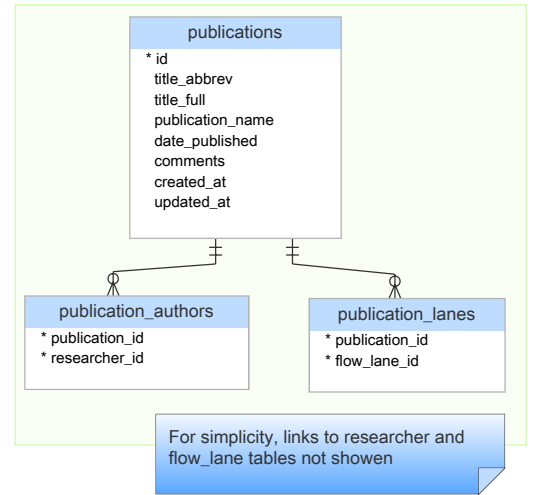 publications
* id
title_abbrev
title_full
publication_name
date_published
comments
created_at
updated_at
publication_authors
* publication_id
* researcher_id
publication_lanes
* publication_id
* flow_lane_id
For simplicity, links to researcher and
flow_lane tables not showen